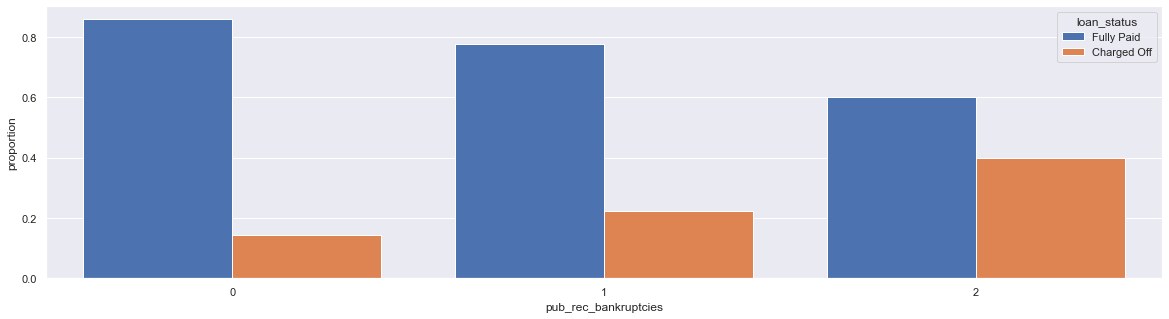 loan_status
Fully Paid
Charged Off
proportion
0.8
0.6
0.4
0.2
0.0
0
1
2
pub_rec_bankruptcies